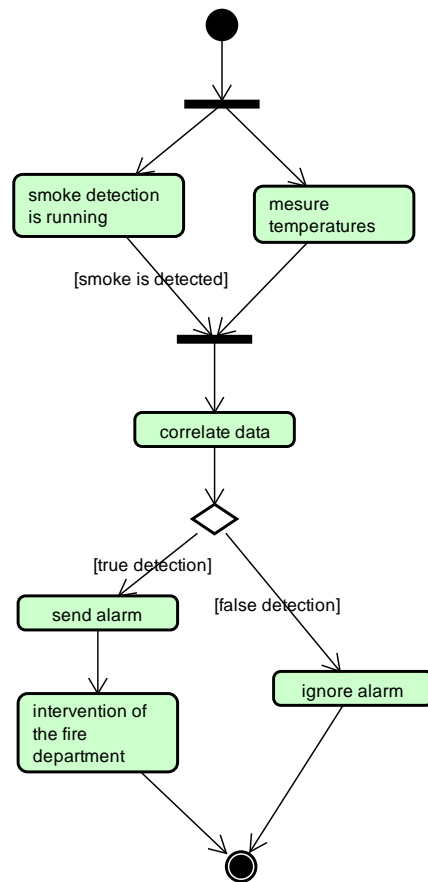 smoke detection
is running
mesure
temperatures
[smoke is detected]
correlate data
[true detection]
[false detection]
send alarm
ignore alarm
intervention of
the fire
department